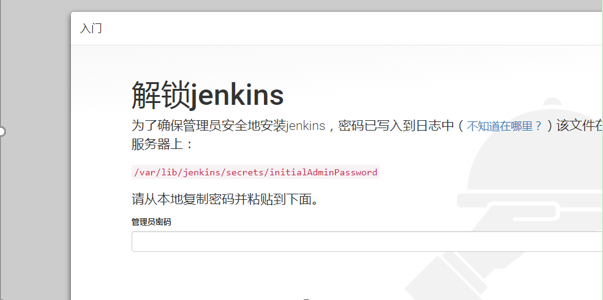 入门
解锁jenkins
为了确保管理员安全地安装jenkins，密码已写入到日志中（不知道在哪里？）该文件在
服务器上：
/var/lib/jenkins/secrets/initialAdminPassword
请从本地复制密码并粘贴到下面。
管理员密码